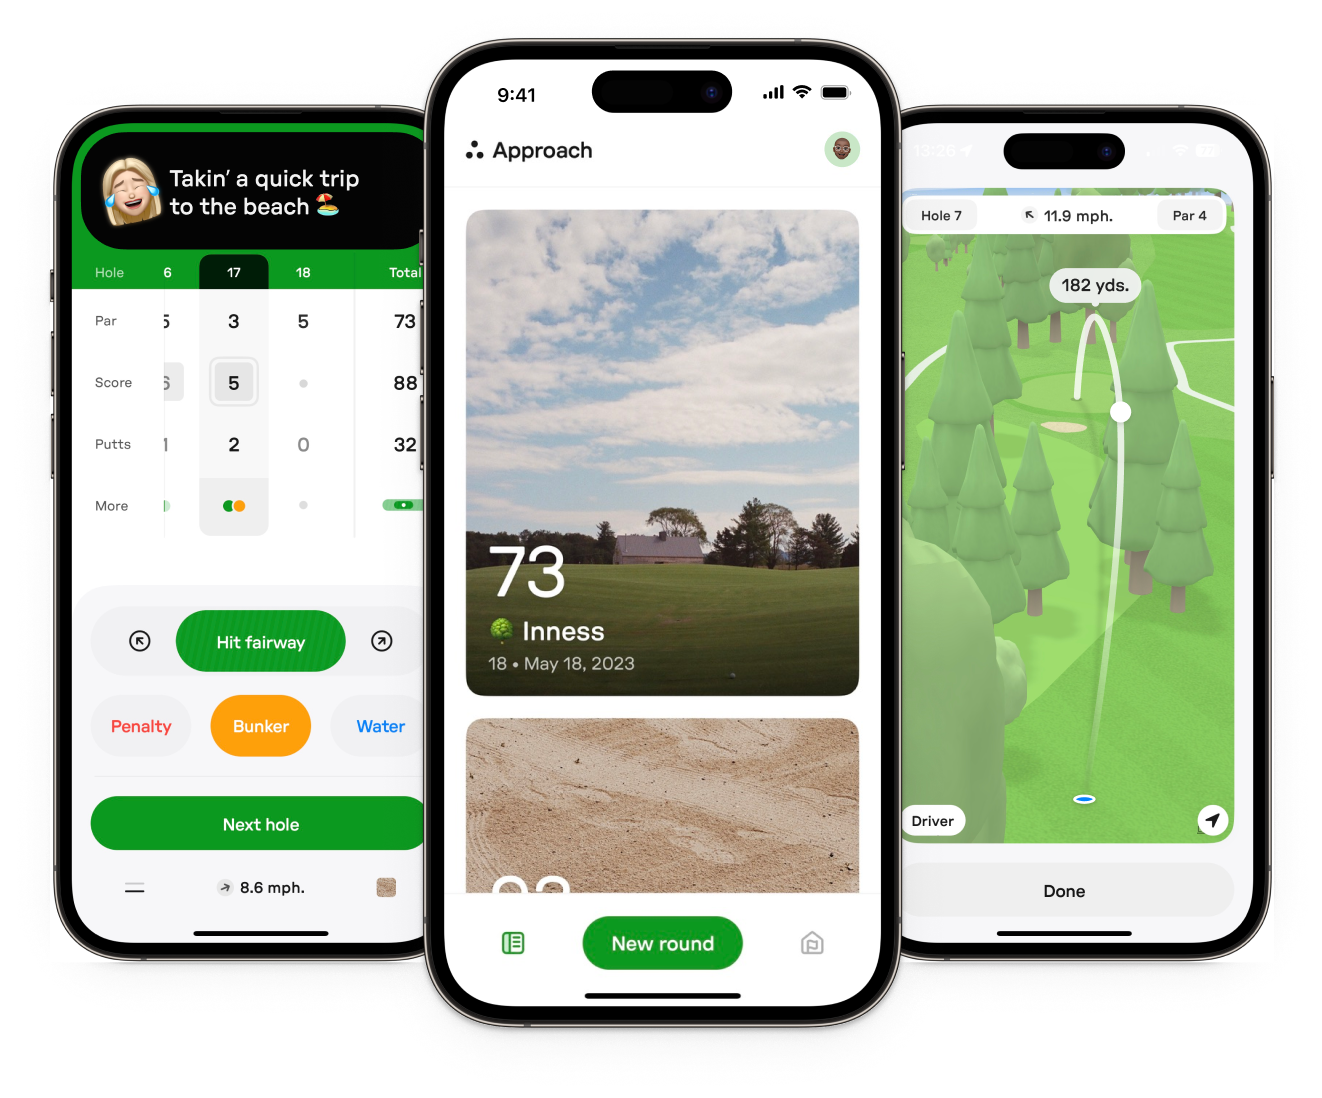 Takin' a quick trip
to the beach 🏖️
Hole 6 17 18 Total
Par 5 3 5 73
Score 6 5 88
Putts 1 2 0 32
More
Hit fairway
Penalty Bunker Water
Next hole
8.6 mph.
9:41
Approach
73
Inness
18 • May 18, 2023
New round
13:26
Hole 7 11.9 mph. Par 4
182 yds.
Driver
Done